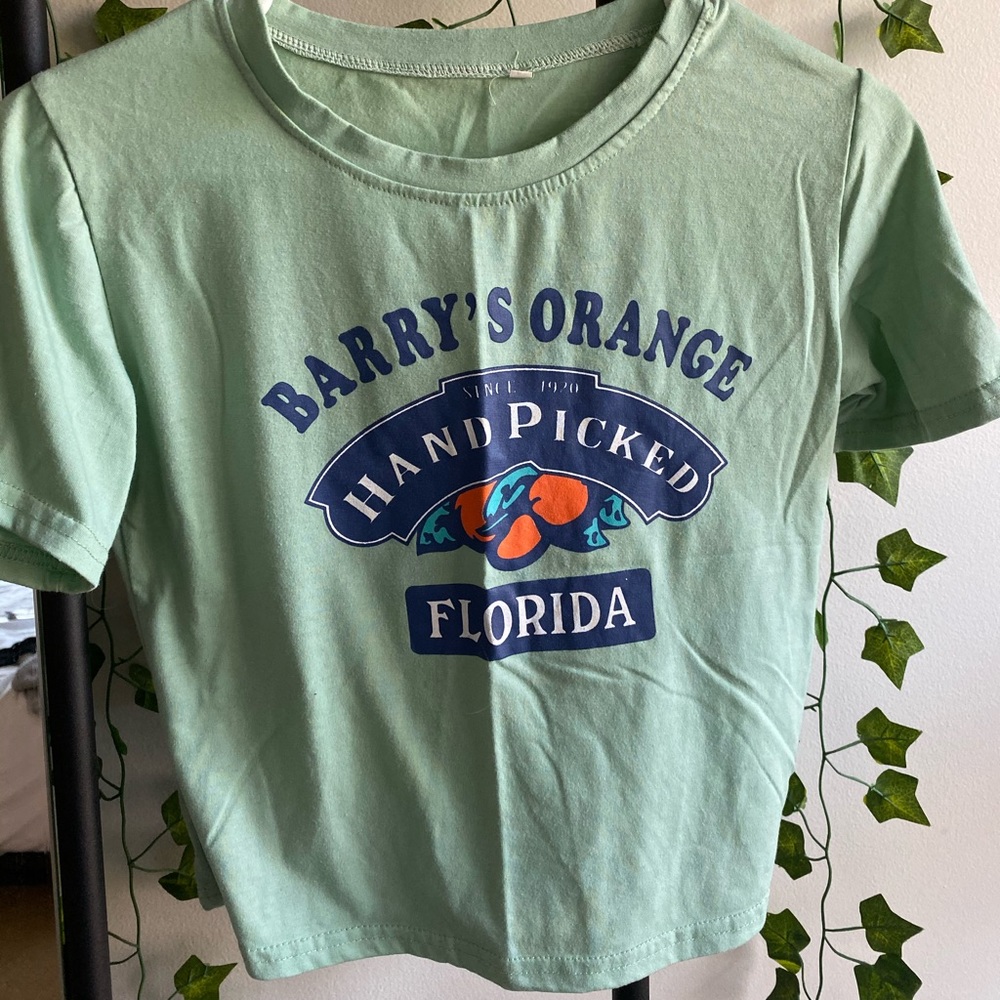 BARRY'S ORANGE
SINCE 1920
HAND PICKED
FLORIDA